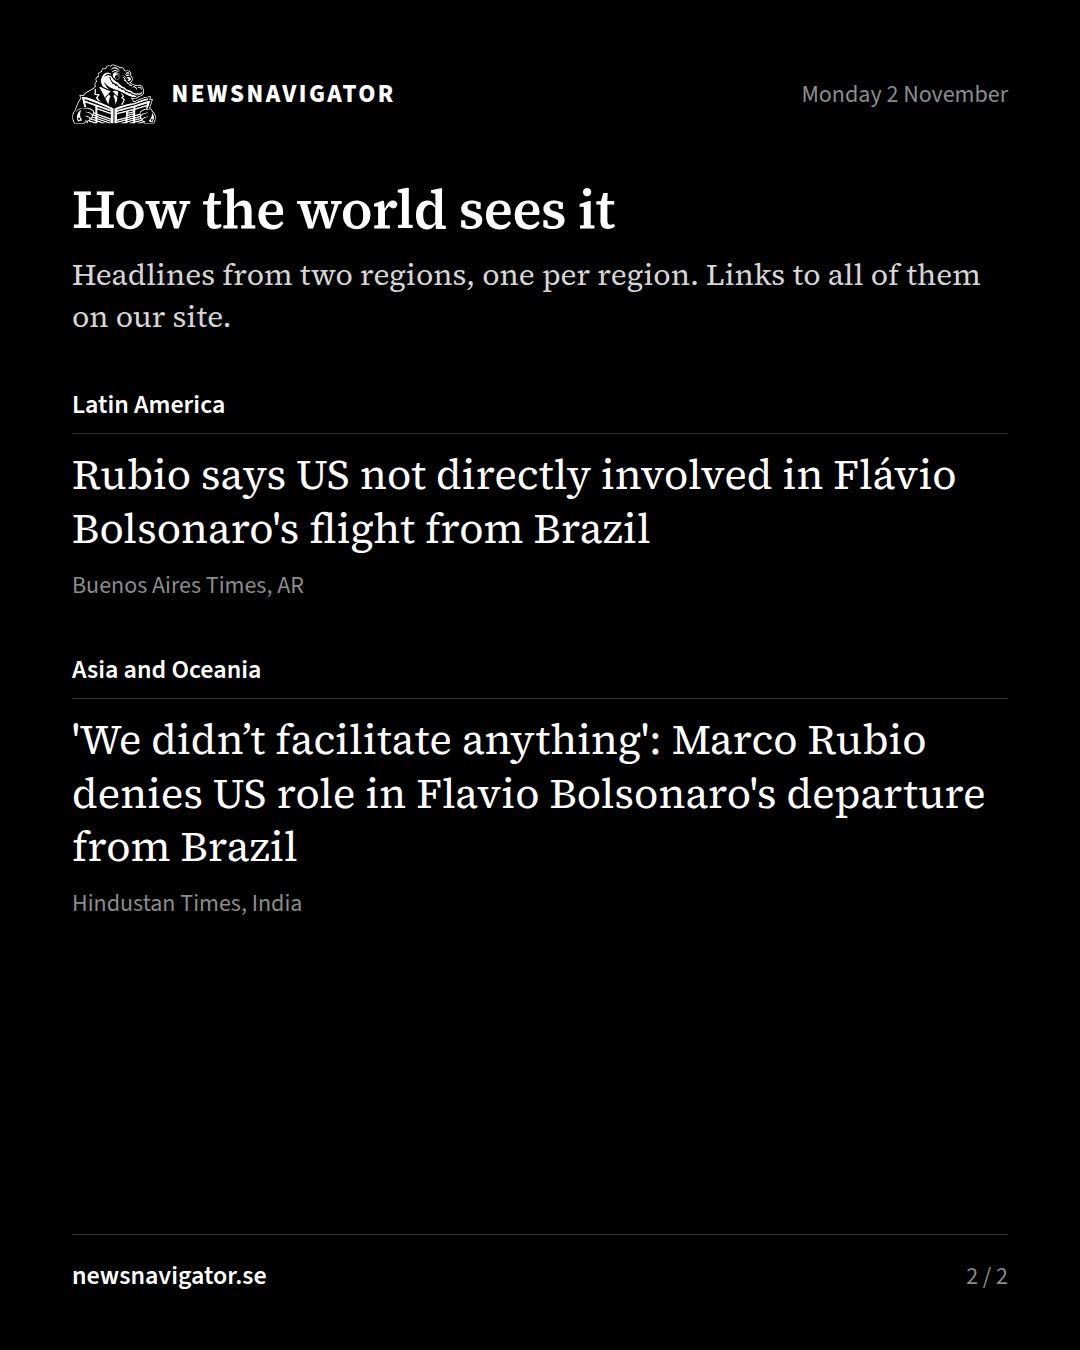 NEWSNAVIGATOR
Monday 2 November
How the world sees it
Headlines from two regions, one per region. Links to all of them
on our site.
Latin America
Rubio says US not directly involved in Flávio
Bolsonaro's flight from Brazil
Buenos Aires Times, AR
Asia and Oceania
'We didn’t facilitate anything': Marco Rubio
denies US role in Flavio Bolsonaro's departure
from Brazil
Hindustan Times, India
newsnavigator.se
2 / 2